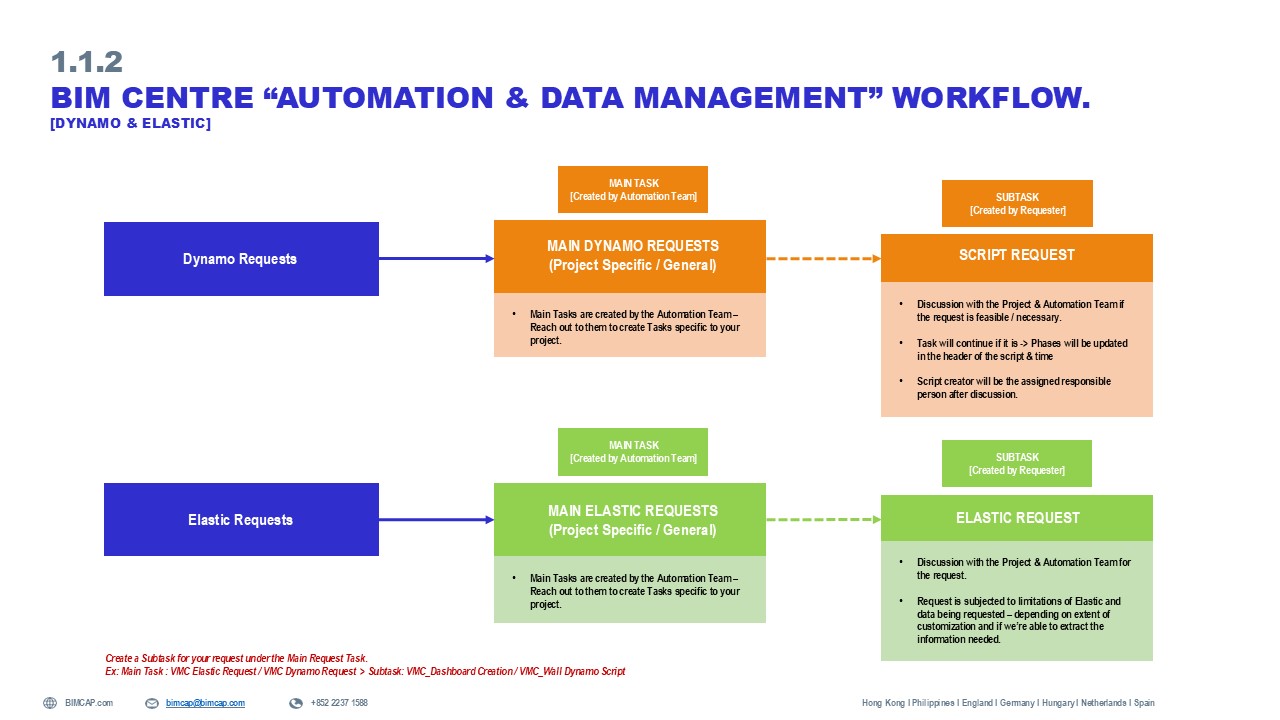 1.1.2
BIM CENTRE “AUTOMATION & DATA MANAGEMENT” WORKFLOW.
[DYNAMO & ELASTIC]
Dynamo Requests
MAIN TASK
[Created by Automation Team]
MAIN DYNAMO REQUESTS
(Project Specific / General)
• Main Tasks are created by the Automation Team –
Reach out to them to create Tasks specific to your
project.
SUBTASK
[Created by Requester]
SCRIPT REQUEST
• Discussion with the Project & Automation Team if
the request is feasible / necessary.
• Task will continue if it is -> Phases will be updated
in the header of the script & time
• Script creator will be the assigned responsible
person after discussion.
Elastic Requests
MAIN TASK
[Created by Automation Team]
MAIN ELASTIC REQUESTS
(Project Specific / General)
• Main Tasks are created by the Automation Team –
Reach out to them to create Tasks specific to your
project.
SUBTASK
[Created by Requester]
ELASTIC REQUEST
• Discussion with the Project & Automation Team for
the request.
• Request is subjected to limitations of Elastic and
data being requested – depending on extent of
customization and if we’re able to extract the
information needed.
Create a Subtask for your request under the Main Request Task.
Ex: Main Task : VMC Elastic Request / VMC Dynamo Request > Subtask: VMC_Dashboard Creation / VMC_Wall Dynamo Script
BIMCAP.com
bimcap@bimcap.com
+852 2237 1588
Hong Kong I Philippines I England I Germany I Hungary I Netherlands I Spain